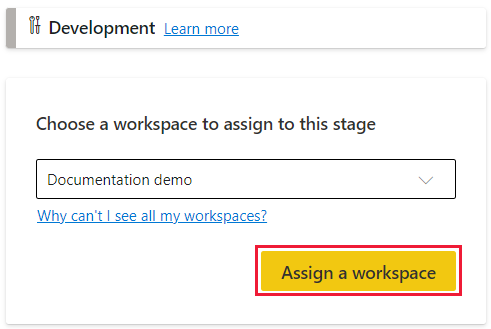 Development Learn more
Choose a workspace to assign to this stage
Documentation demo
Why can't I see all my workspaces?
Assign a workspace